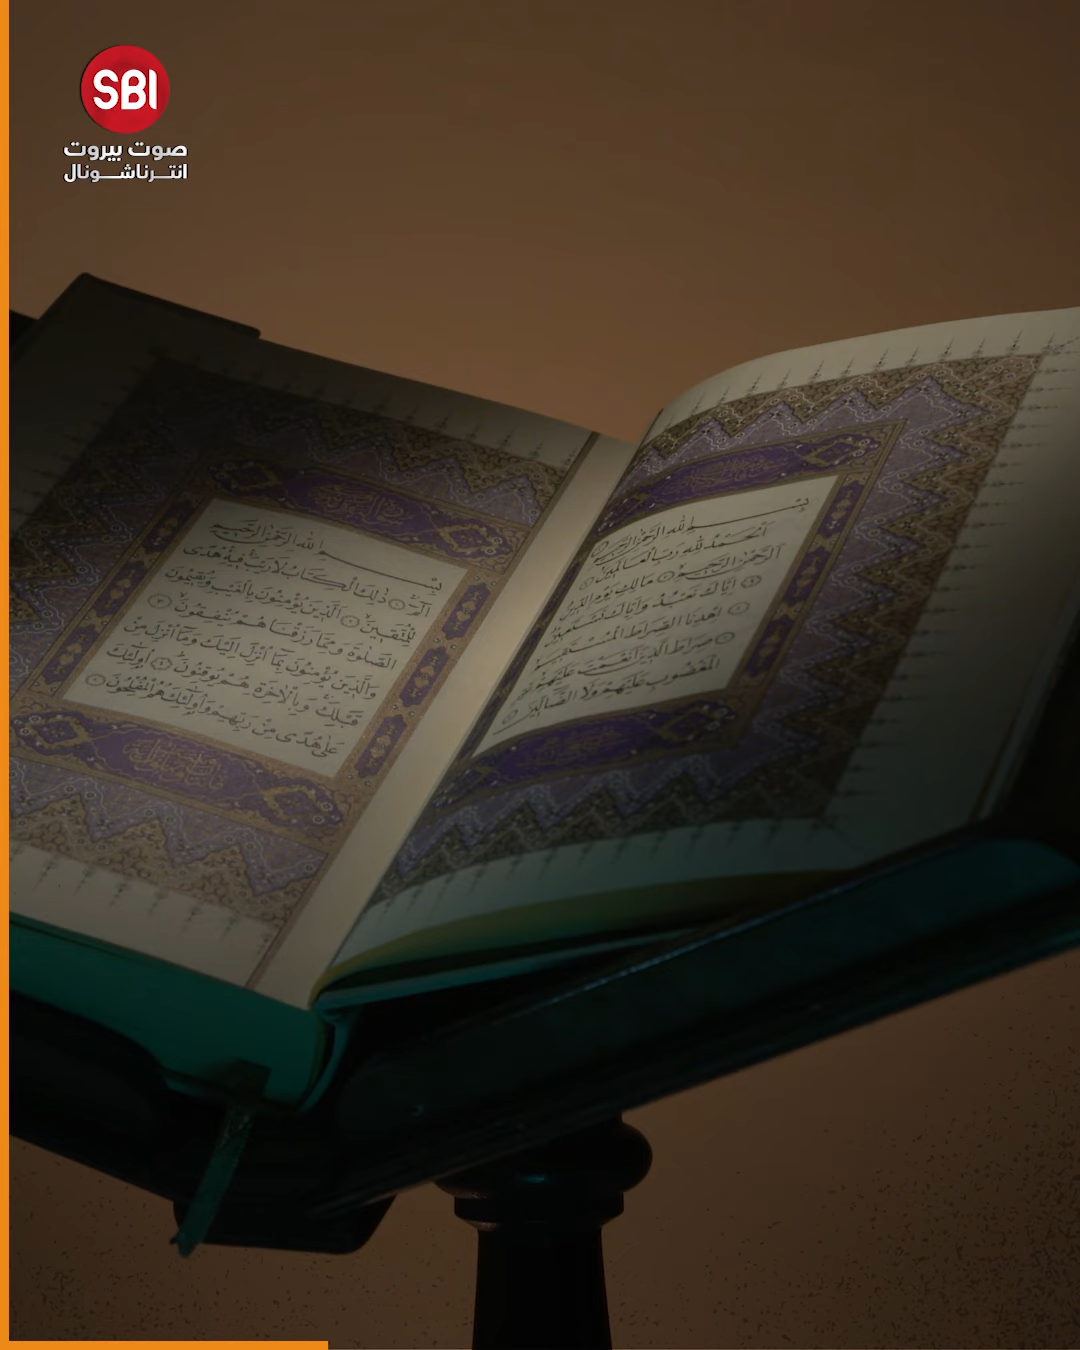 SBI
صوت بيروت
انترناشونال
بسم الله الرحمن الرحيم
الحمد لله رب العالمين
الرحمن الرحيم مالك يوم الدين
إياك نعبد وإياك نستعين
اهدنا الصراط المستقيم
صراط الذين أنعمت عليهم غير
المغضوب عليهم ولا الضالين
بسم الله الرحمن الرحيم
الم ذلك الكتاب لا ريب فيه هدى
للمتقين الذين يؤمنون بالغيب ويقيمون
الصلوة ومما رزقناهم ينفقون
والذين يؤمنون بما أنزل إليك وما أنزل من
قبلك وبالآخرة هم يوقنون أولئك
على هدى من ربهم وأولئك هم المفلحون